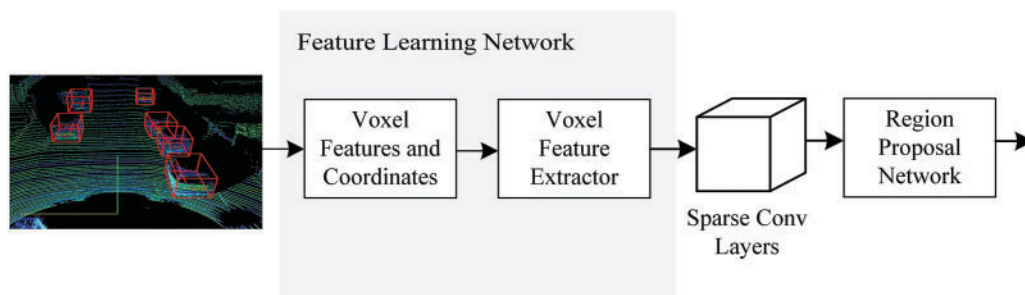 Feature Learning Network
Voxel
Features and
Coordinates
Voxel
Feature
Extractor
Sparse Conv
Layers
Region
Proposal
Network